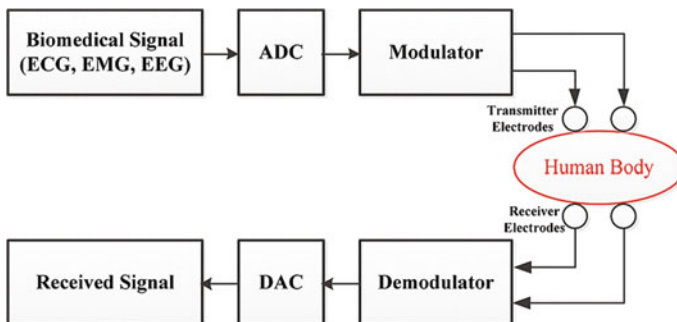 Biomedical Signal
(ECG, EMG, EEG)
ADC
Modulator
Transmitter
Electrodes
Human Body
Receiver
Electrodes
Received Signal
DAC
Demodulator